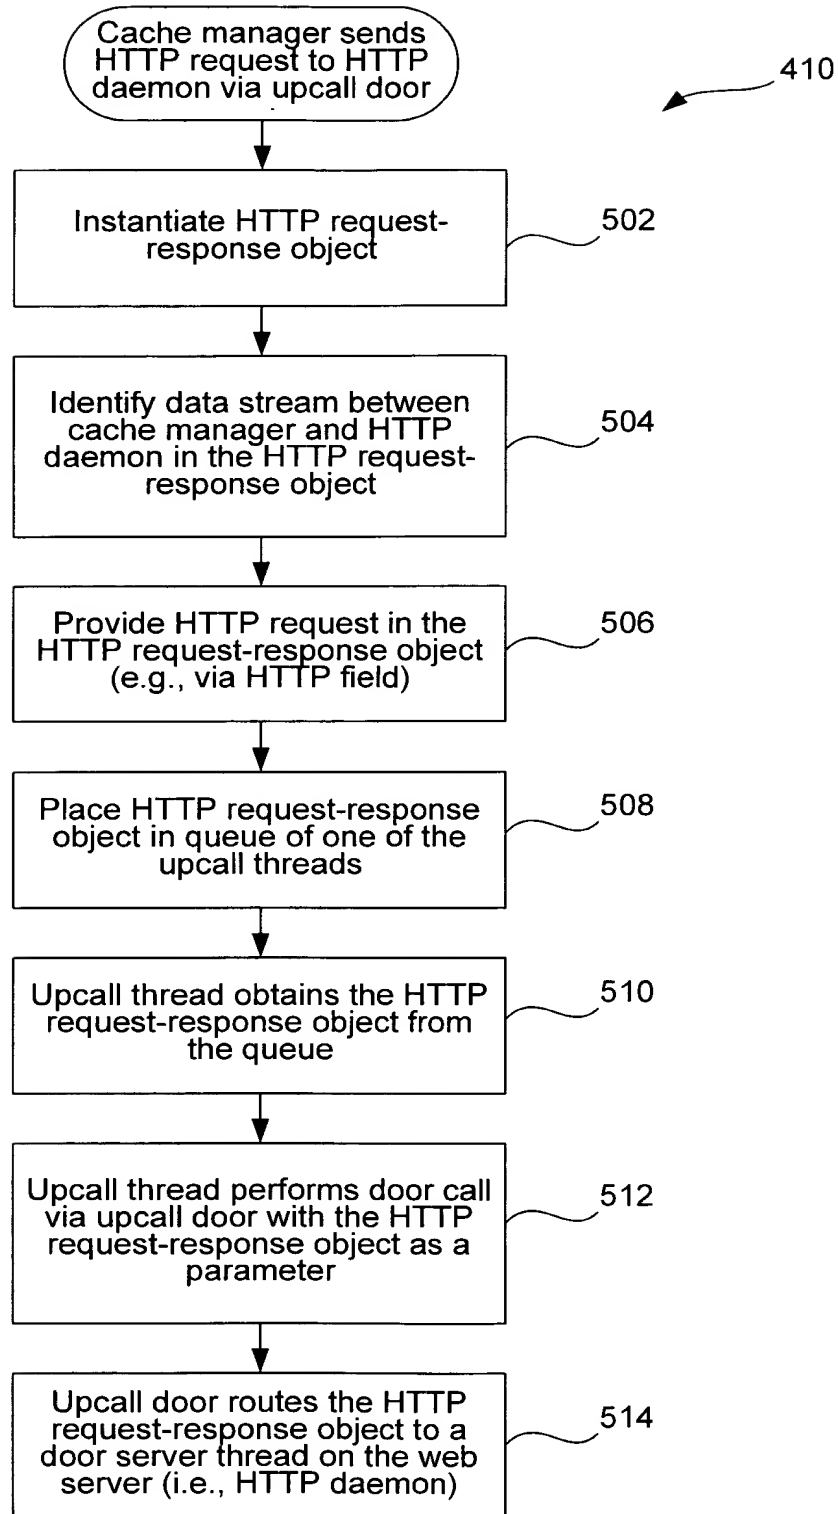 Cache manager sends
HTTP request to HTTP
daemon via upcall door
410
Instantiate HTTP request-
response object
502
Identify data stream between
cache manager and HTTP
daemon in the HTTP request-
response object
504
Provide HTTP request in the
HTTP request-response object
(e.g., via HTTP field)
506
Place HTTP request-response
object in queue of one of the
upcall threads
508
Upcall thread obtains the HTTP
request-response object from
the queue
510
Upcall thread performs door call
via upcall door with the HTTP
request-response object as a
parameter
512
Upcall door routes the HTTP
request-response object to a
door server thread on the web
server (i.e., HTTP daemon)
514